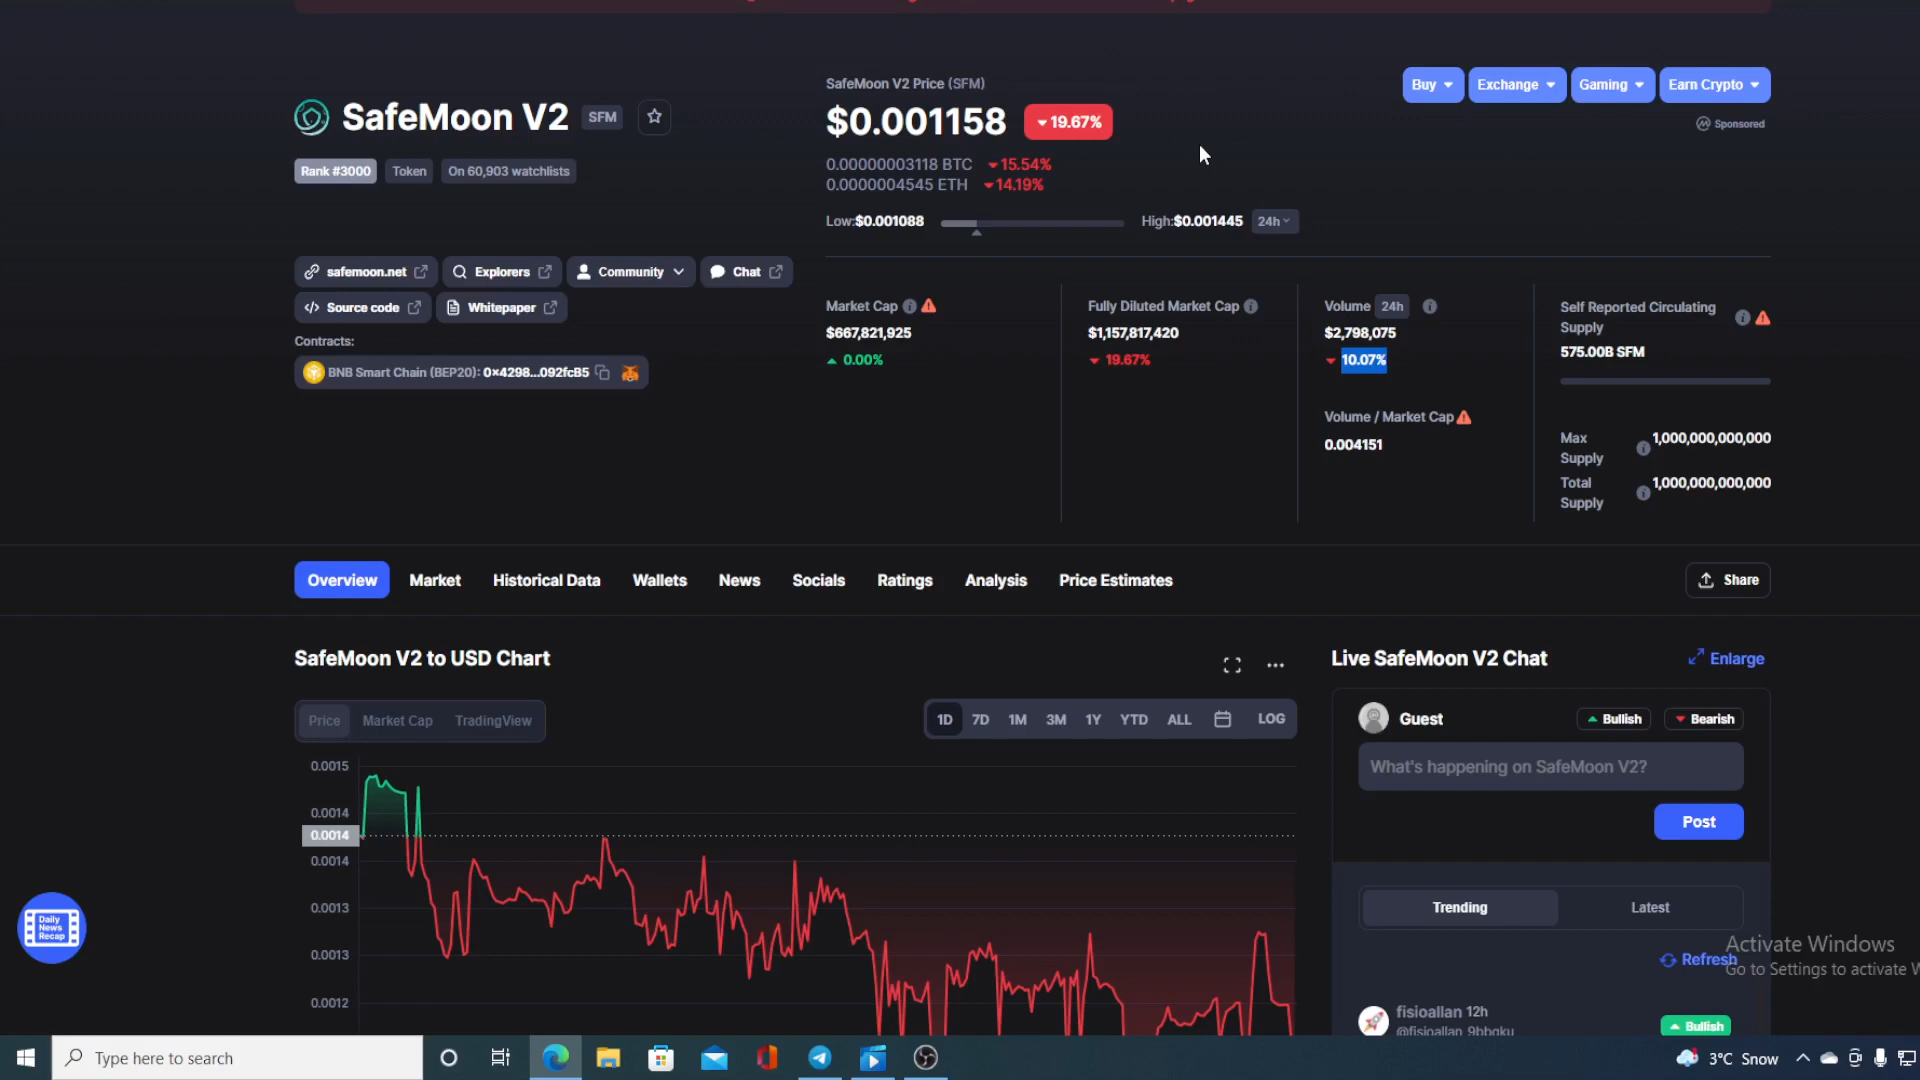 SafeMoon V2 SFM
Rank #3000 Token On 60,903 watchlists
safemoon.net Explorers Community Chat
Source code Whitepaper
Contracts:
BNB Smart Chain (BEP20): 0x4298...092fcB5
SafeMoon V2 Price (SFM)
$0.001158 19.67%
0.00000003118 BTC 15.54%
0.0000004545 ETH 14.19%
Low:$0.001088 High:$0.001445 24h
Buy Exchange Gaming Earn Crypto
Sponsored
Market Cap
$667,821,925
0.00%
Fully Diluted Market Cap
$1,157,817,420
19.67%
Volume 24h
$2,798,075
10.07%
Volume / Market Cap
0.004151
Self Reported Circulating
Supply
575.00B SFM
Max
Supply
1,000,000,000,000
Total
Supply
1,000,000,000,000
Overview Market Historical Data Wallets News Socials Ratings Analysis Price Estimates Share
SafeMoon V2 to USD Chart
Price Market Cap TradingView
1D 7D 1M 3M 1Y YTD ALL LOG
0.0015
0.0014
0.0014
0.0014
0.0013
0.0013
0.0012
Live SafeMoon V2 Chat Enlarge
Guest Bullish Bearish
What's happening on SafeMoon V2?
Post
Trending Latest
Refresh
fisioallan 12h
Bullish
Activate Windows
Go to Settings to activate W
Daily
News
Recap
Type here to search
3°C Snow